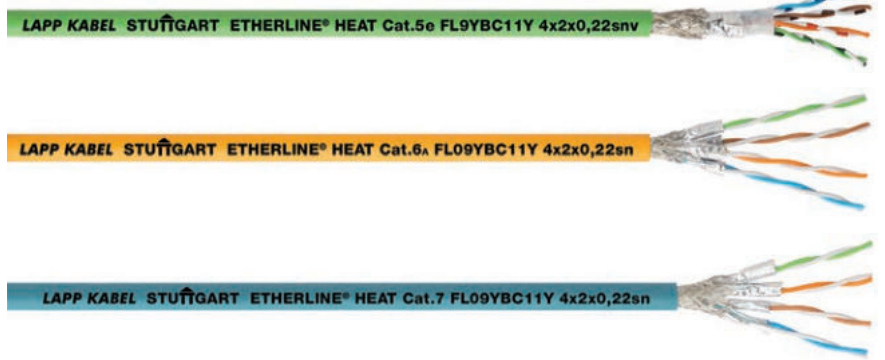 LAPP KABEL STUTTGART ETHERLINE® HEAT Cat.5e FL9YBC11Y 4x2x0,22snv
LAPP KABEL STUTTGART ETHERLINE® HEAT Cat.6A FL09YBC11Y 4x2x0,22sn
LAPP KABEL STUTTGART ETHERLINE® HEAT Cat.7 FL09YBC11Y 4x2x0,22sn